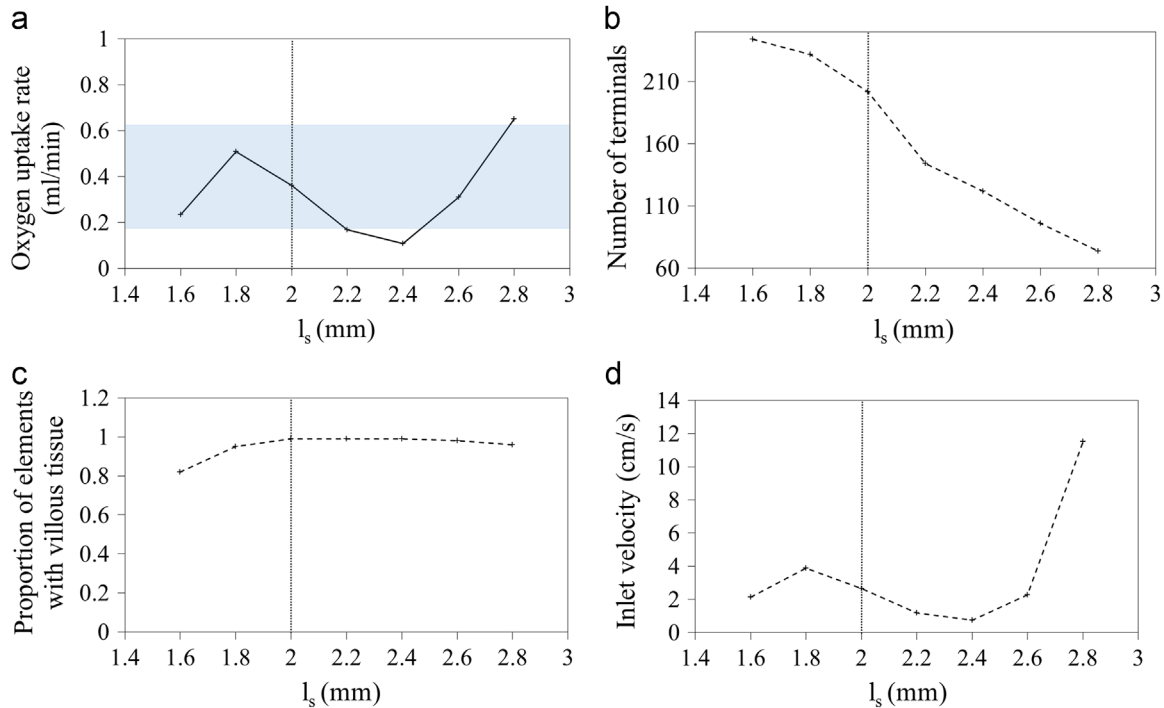 a
1
0.8
0.6
0.4
0.2
0
Oxygen uptake rate
(ml/min)
1.4 1.6 1.8 2 2.2 2.4 2.6 2.8 3
lₛ (mm)
b
210
160
110
60
Number of terminals
1.4 1.6 1.8 2 2.2 2.4 2.6 2.8 3
lₛ (mm)
c
1.2
1
0.8
0.6
0.4
0.2
0
Proportion of elements
with villous tissue
1.4 1.6 1.8 2 2.2 2.4 2.6 2.8 3
lₛ (mm)
d
14
12
10
8
6
4
2
0
Inlet velocity (cm/s)
1.4 1.6 1.8 2 2.2 2.4 2.6 2.8 3
lₛ (mm)